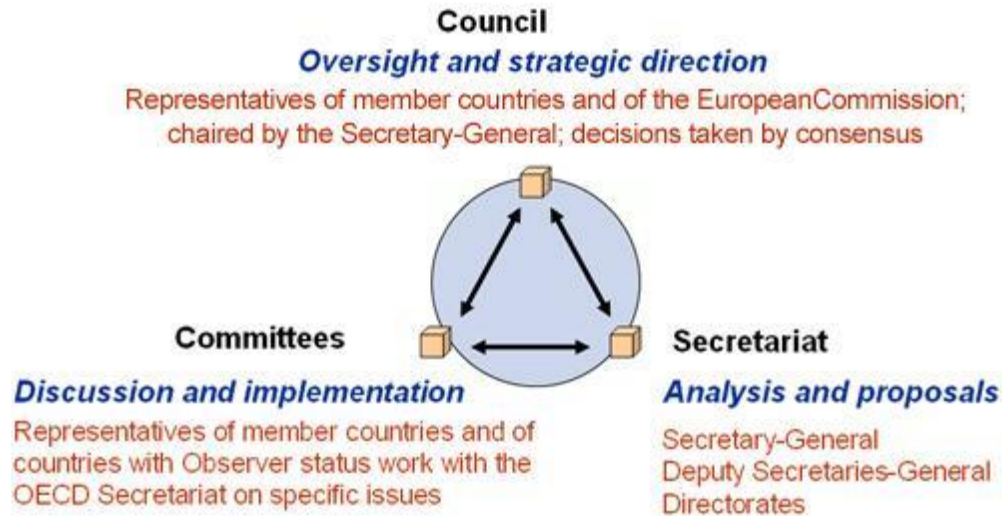 Council
Oversight and strategic direction
Representatives of member countries and of the EuropeanCommission;
chaired by the Secretary-General; decisions taken by consensus
Committees
Discussion and implementation
Representatives of member countries and of
countries with Observer status work with the
OECD Secretariat on specific issues
Secretariat
Analysis and proposals
Secretary-General
Deputy Secretaries-General
Directorates